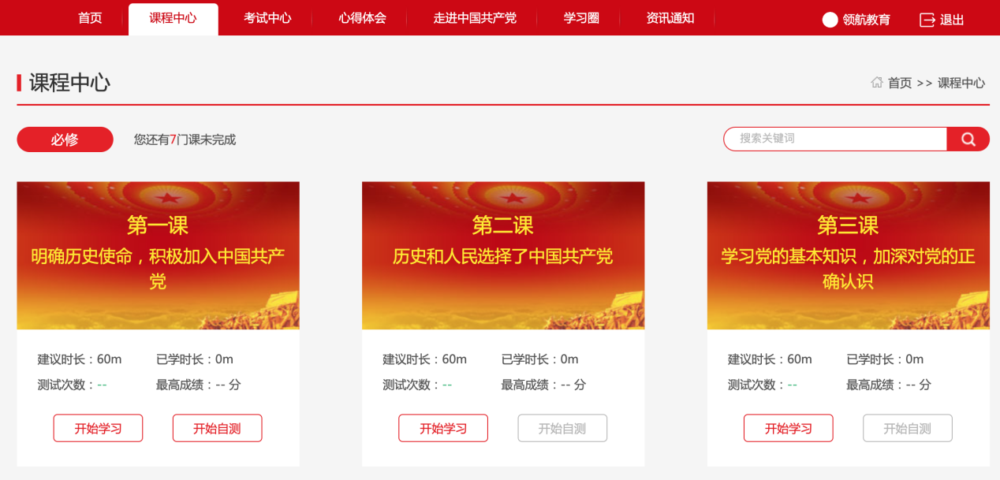 首页 课程中心 考试中心 心得体会 走进中国共产党 学习圈 资讯通知 领航教育 退出
课程中心
首页 >> 课程中心
必修 您还有7门课未完成 搜索关键词
第一课
明确历史使命，积极加入中国共产
党
建议时长：60m 已学时长：0m
测试次数：-- 最高成绩：-- 分
开始学习 开始自测
第二课
历史和人民选择了中国共产党
建议时长：60m 已学时长：0m
测试次数：-- 最高成绩：-- 分
开始学习 开始自测
第三课
学习党的基本知识，加深对党的正
确认识
建议时长：60m 已学时长：0m
测试次数：-- 最高成绩：-- 分
开始学习 开始自测